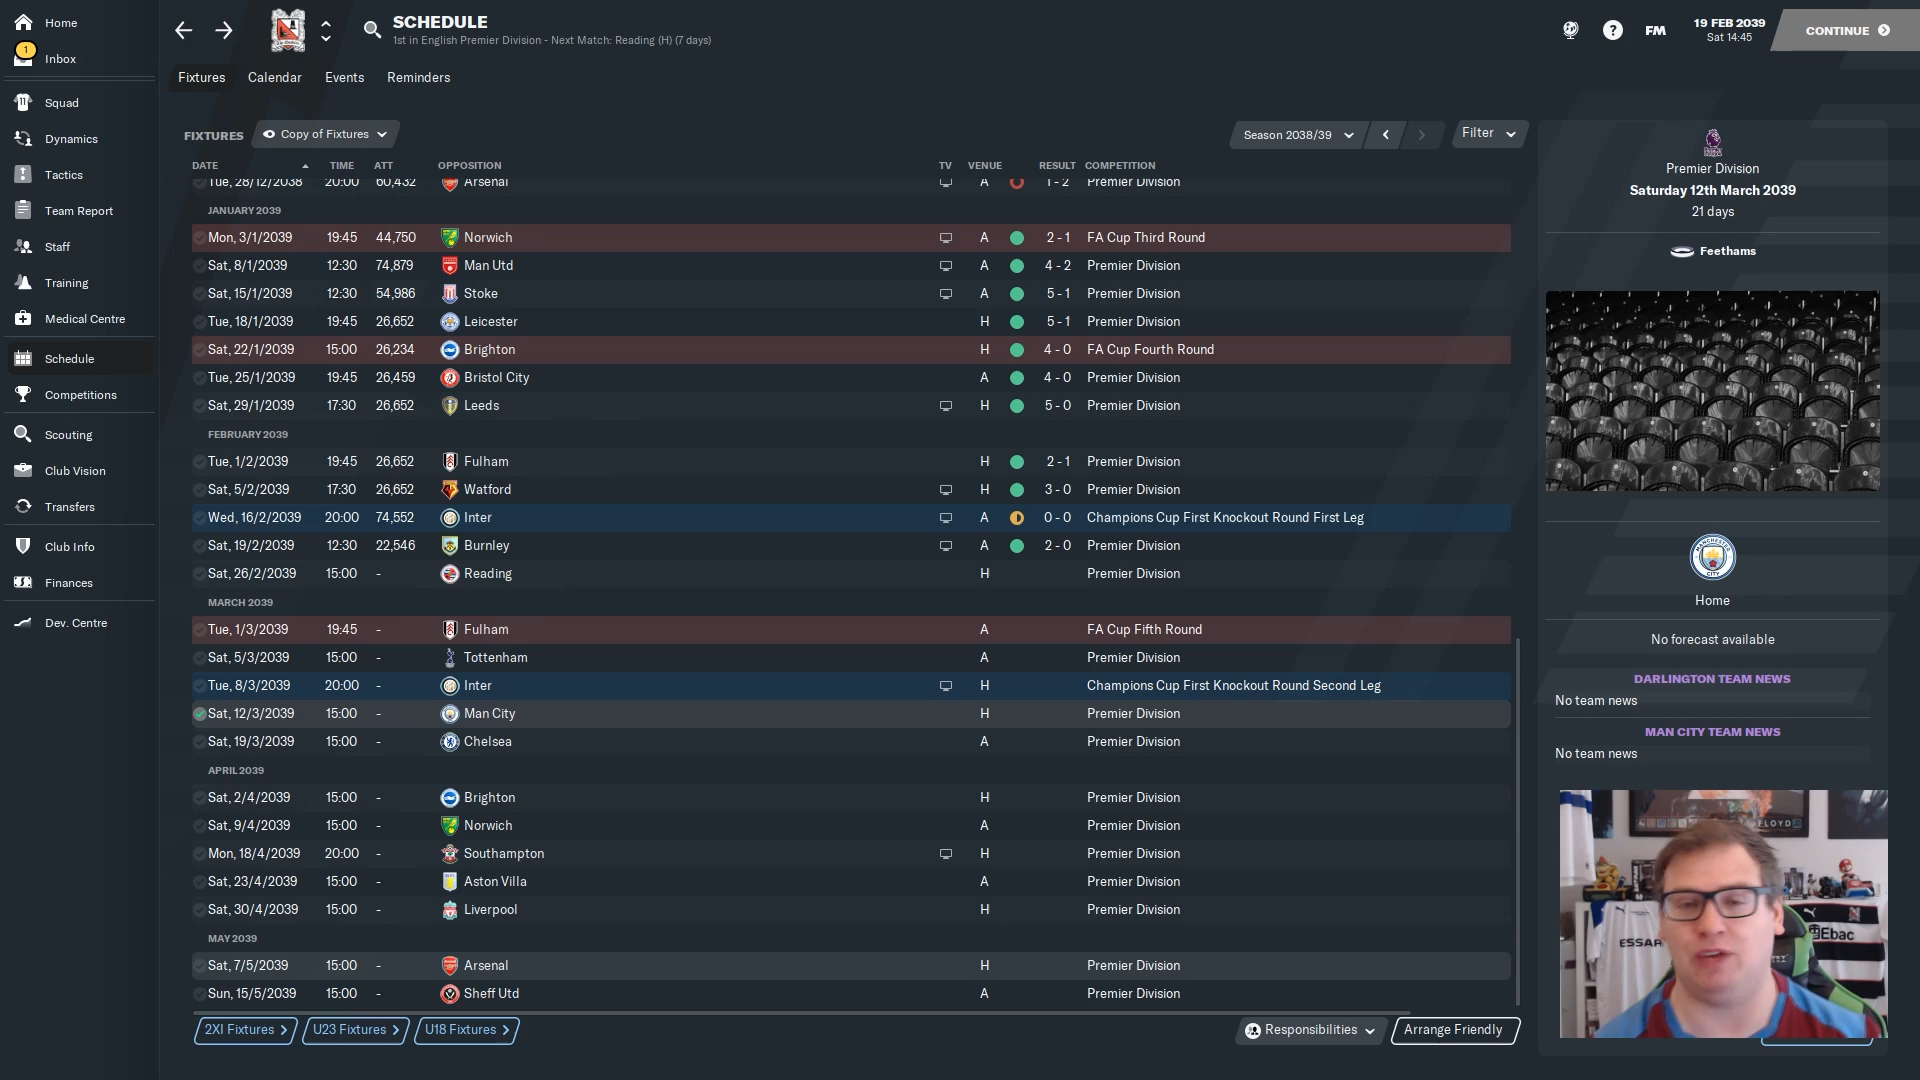 Home
1
Inbox
Squad
Dynamics
Tactics
Team Report
Staff
Training
Medical Centre
Schedule
Competitions
Scouting
Club Vision
Transfers
Club Info
Finances
Dev. Centre
SCHEDULE
1st in English Premier Division - Next Match: Reading (H) (7 days)
FM
19 FEB 2039
Sat 14:45
CONTINUE
Fixtures Calendar Events Reminders
FIXTURES Copy of Fixtures Season 2038/39 Filter
DATE TIME ATT OPPOSITION TV VENUE RESULT COMPETITION
Tue, 28/12/2038 20:00 60,432 Arsenal A 1 - 2 Premier Division
JANUARY 2039
Mon, 3/1/2039 19:45 44,750 Norwich A 2 - 1 FA Cup Third Round
Sat, 8/1/2039 12:30 74,879 Man Utd A 4 - 2 Premier Division
Sat, 15/1/2039 12:30 54,986 Stoke A 5 - 1 Premier Division
Tue, 18/1/2039 19:45 26,652 Leicester H 5 - 1 Premier Division
Sat, 22/1/2039 15:00 26,234 Brighton H 4 - 0 FA Cup Fourth Round
Tue, 25/1/2039 19:45 26,459 Bristol City A 4 - 0 Premier Division
Sat, 29/1/2039 17:30 26,652 Leeds H 5 - 0 Premier Division
FEBRUARY 2039
Tue, 1/2/2039 19:45 26,652 Fulham H 2 - 1 Premier Division
Sat, 5/2/2039 17:30 26,652 Watford H 3 - 0 Premier Division
Wed, 16/2/2039 20:00 74,552 Inter A 0 - 0 Champions Cup First Knockout Round First Leg
Sat, 19/2/2039 12:30 22,546 Burnley A 2 - 0 Premier Division
Sat, 26/2/2039 15:00 - Reading H Premier Division
MARCH 2039
Tue, 1/3/2039 19:45 - Fulham A FA Cup Fifth Round
Sat, 5/3/2039 15:00 - Tottenham A Premier Division
Tue, 8/3/2039 20:00 - Inter H Champions Cup First Knockout Round Second Leg
Sat, 12/3/2039 15:00 - Man City H Premier Division
Sat, 19/3/2039 15:00 - Chelsea A Premier Division
APRIL 2039
Sat, 2/4/2039 15:00 - Brighton H Premier Division
Sat, 9/4/2039 15:00 - Norwich A Premier Division
Mon, 18/4/2039 20:00 - Southampton H Premier Division
Sat, 23/4/2039 15:00 - Aston Villa A Premier Division
Sat, 30/4/2039 15:00 - Liverpool H Premier Division
MAY 2039
Sat, 7/5/2039 15:00 - Arsenal H Premier Division
Sun, 15/5/2039 15:00 - Sheff Utd A Premier Division
2XI Fixtures U23 Fixtures U18 Fixtures Responsibilities Arrange Friendly
Premier Division
Saturday 12th March 2039
21 days
Feethams
MANCHESTER
CITY
Home
No forecast available
DARLINGTON TEAM NEWS
No team news
MAN CITY TEAM NEWS
No team news
FLOYD
ESSAR
Ebac